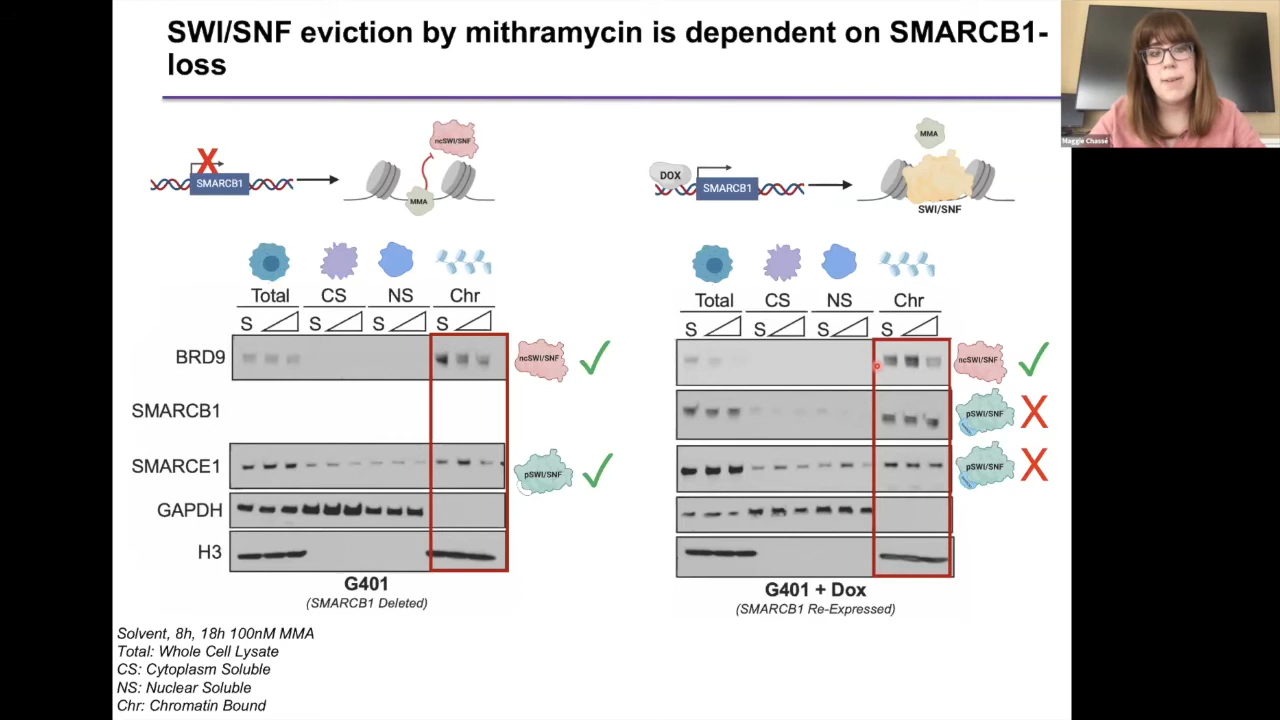 SWI/SNF eviction by mithramycin is dependent on SMARCB1-
loss
Maggie Chassé
ncSWI/SNF
X
SMARCB1
MMA
DOX
SMARCB1
MMA
SWI/SNF
Total CS NS Chr
S S S S
BRD9
ncSWI/SNF
SMARCB1
SMARCE1
pSWI/SNF
GAPDH
H3
G401
(SMARCB1 Deleted)
Total CS NS Chr
S S S S
ncSWI/SNF
pSWI/SNF
X
pSWI/SNF
X
G401 + Dox
(SMARCB1 Re-Expressed)
Solvent, 8h, 18h 100nM MMA
Total: Whole Cell Lysate
CS: Cytoplasm Soluble
NS: Nuclear Soluble
Chr: Chromatin Bound